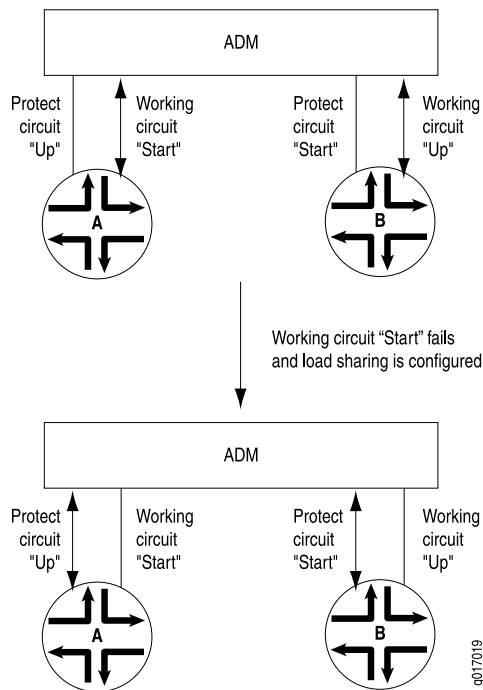 ADM
Protect
circuit
"Up"
Working
circuit
"Start"
Protect
circuit
"Start"
Working
circuit
"Up"
A
B
Working circuit “Start” fails
and load sharing is configured
ADM
Protect
circuit
"Up"
Working
circuit
"Start"
Protect
circuit
"Start"
Working
circuit
"Up"
A
B
g017019